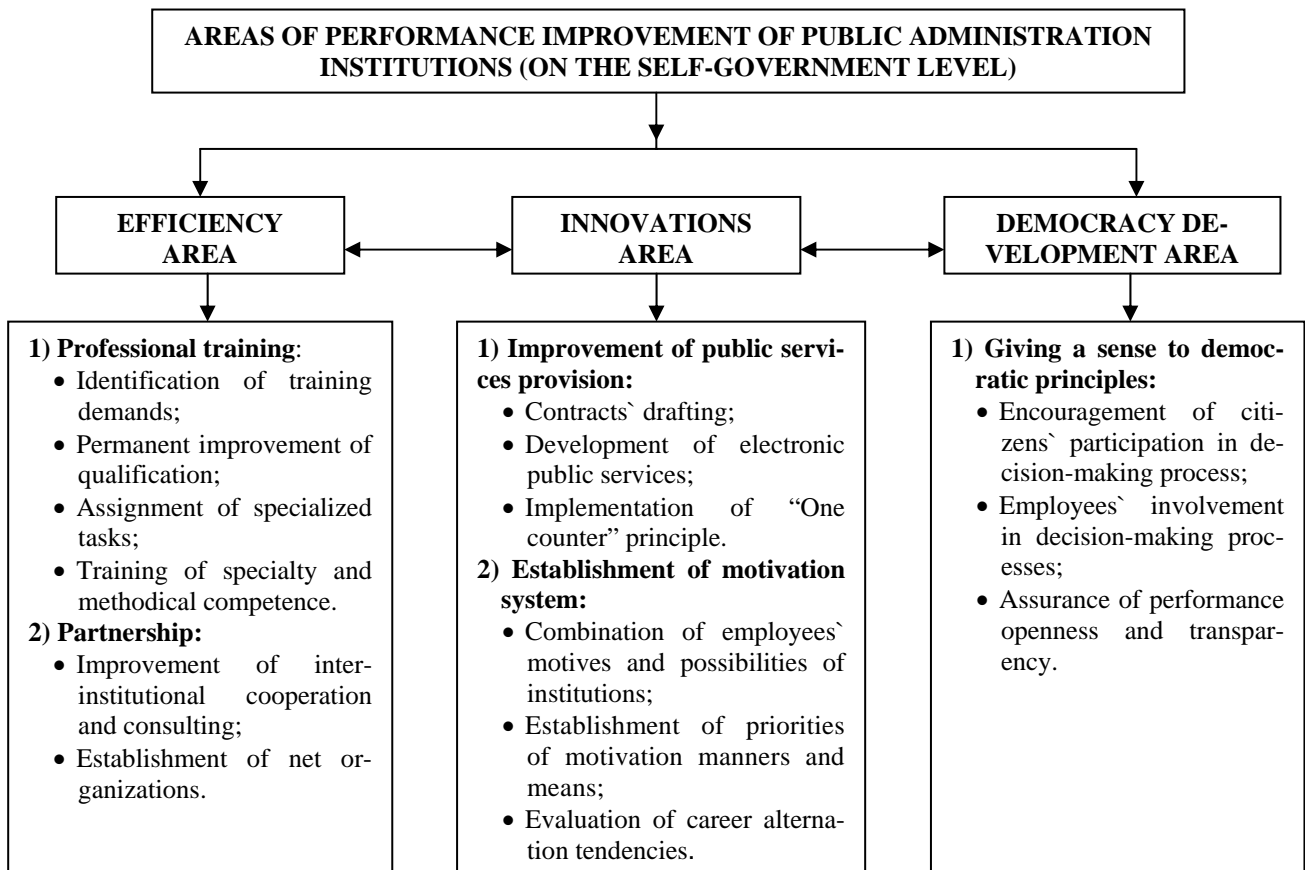 AREAS OF PERFORMANCE IMPROVEMENT OF PUBLIC ADMINISTRATION
INSTITUTIONS (ON THE SELF-GOVERNMENT LEVEL)
EFFICIENCY
AREA
INNOVATIONS
AREA
DEMOCRACY DE-
VELOPMENT AREA
1) Professional training:
• Identification of training
demands;
• Permanent improvement of
qualification;
• Assignment of specialized
tasks;
• Training of specialty and
methodical competence.
2) Partnership:
• Improvement of inter-
institutional cooperation
and consulting;
• Establishment of net or-
ganizations.
1) Improvement of public servi-
ces provision:
• Contracts` drafting;
• Development of electronic
public services;
• Implementation of “One
counter” principle.
2) Establishment of motivation
system:
• Combination of employees`
motives and possibilities of
institutions;
• Establishment of priorities
of motivation manners and
means;
• Evaluation of career alterna-
tion tendencies.
1) Giving a sense to democ-
ratic principles:
• Encouragement of citi-
zens` participation in de-
cision-making process;
• Employees` involvement
in decision-making proc-
esses;
• Assurance of performance
openness and transpar-
ency.